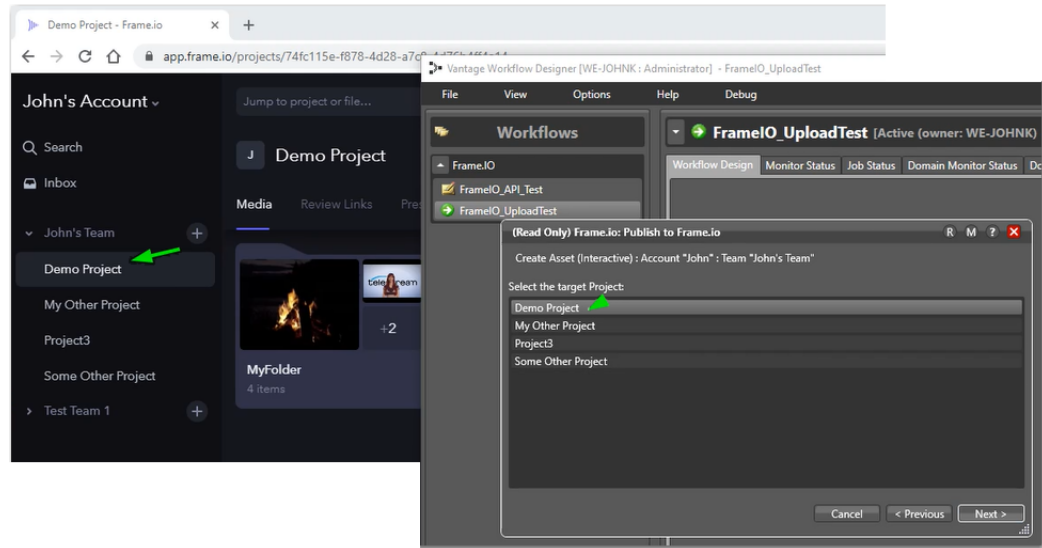 Demo Project - Frame.io
app.frame.io/projects/74fc115e-f878-4d28-a7c
John's Account
Jump to project or file...
Search
Inbox
J Demo Project
Media Review Links
John's Team
Demo Project
My Other Project
Project3
Some Other Project
Test Team 1
telestream
+2
MyFolder
4 items
Vantage Workflow Designer [WE-JOHNK : Administrator] - FrameIO_UploadTest
File View Options Help Debug
Workflows
Frame.IO
FrameIO_API_Test
FrameIO_UploadTest
FrameIO_UploadTest [Active (owner: WE-JOHNK)
Workflow Design Monitor Status Job Status Domain Monitor Status
(Read Only) Frame.io: Publish to Frame.io R M ?
Create Asset (Interactive) : Account "John" : Team "John's Team"
Select the target Project:
Demo Project
My Other Project
Project3
Some Other Project
Cancel < Previous Next >